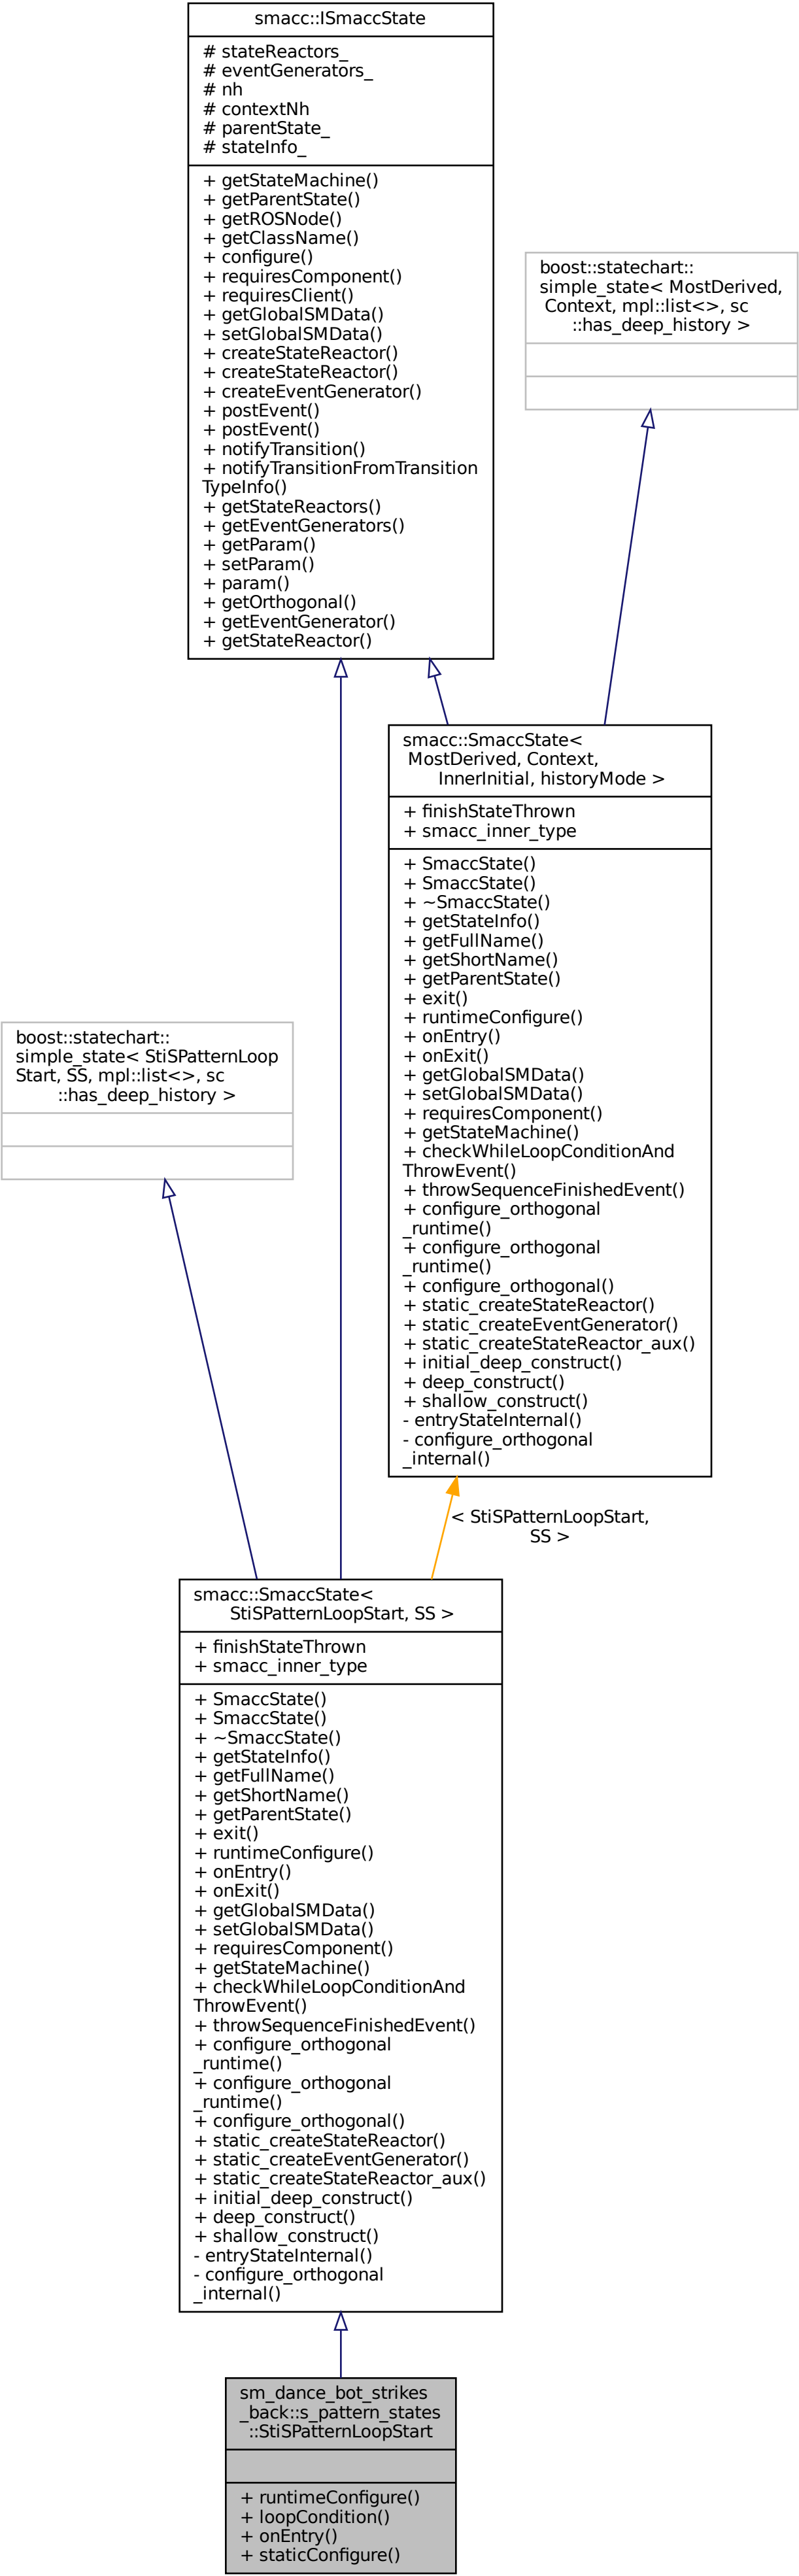 smacc::ISmaccState
# stateReactors_
# eventGenerators_
# nh
# contextNh
# parentState_
# stateInfo_
+ getStateMachine()
+ getParentState()
+ getROSNode()
+ getClassName()
+ configure()
+ requiresComponent()
+ requiresClient()
+ getGlobalSMData()
+ setGlobalSMData()
+ createStateReactor()
+ createStateReactor()
+ createEventGenerator()
+ postEvent()
+ postEvent()
+ notifyTransition()
+ notifyTransitionFromTransition
TypeInfo()
+ getStateReactors()
+ getEventGenerators()
+ getParam()
+ setParam()
+ param()
+ getOrthogonal()
+ getEventGenerator()
+ getStateReactor()
boost::statechart::
simple_state< MostDerived,
Context, mpl::list<>, sc
::has_deep_history >
smacc::SmaccState<
MostDerived, Context,
InnerInitial, historyMode >
+ finishStateThrown
+ smacc_inner_type
+ SmaccState()
+ SmaccState()
+ ~SmaccState()
+ getStateInfo()
+ getFullName()
+ getShortName()
+ getParentState()
+ exit()
+ runtimeConfigure()
+ onEntry()
+ onExit()
+ getGlobalSMData()
+ setGlobalSMData()
+ requiresComponent()
+ getStateMachine()
+ checkWhileLoopConditionAnd
ThrowEvent()
+ throwSequenceFinishedEvent()
+ configure_orthogonal
_runtime()
+ configure_orthogonal
_runtime()
+ configure_orthogonal()
+ static_createStateReactor()
+ static_createEventGenerator()
+ static_createStateReactor_aux()
+ initial_deep_construct()
+ deep_construct()
+ shallow_construct()
- entryStateInternal()
- configure_orthogonal
_internal()
boost::statechart::
simple_state< StiSPatternLoop
Start, SS, mpl::list<>, sc
::has_deep_history >
< StiSPatternLoopStart,
SS >
smacc::SmaccState<
StiSPatternLoopStart, SS >
+ finishStateThrown
+ smacc_inner_type
+ SmaccState()
+ SmaccState()
+ ~SmaccState()
+ getStateInfo()
+ getFullName()
+ getShortName()
+ getParentState()
+ exit()
+ runtimeConfigure()
+ onEntry()
+ onExit()
+ getGlobalSMData()
+ setGlobalSMData()
+ requiresComponent()
+ getStateMachine()
+ checkWhileLoopConditionAnd
ThrowEvent()
+ throwSequenceFinishedEvent()
+ configure_orthogonal
_runtime()
+ configure_orthogonal
_runtime()
+ configure_orthogonal()
+ static_createStateReactor()
+ static_createEventGenerator()
+ static_createStateReactor_aux()
+ initial_deep_construct()
+ deep_construct()
+ shallow_construct()
- entryStateInternal()
- configure_orthogonal
_internal()
sm_dance_bot_strikes
_back::s_pattern_states
::StiSPatternLoopStart
+ runtimeConfigure()
+ loopCondition()
+ onEntry()
+ staticConfigure()